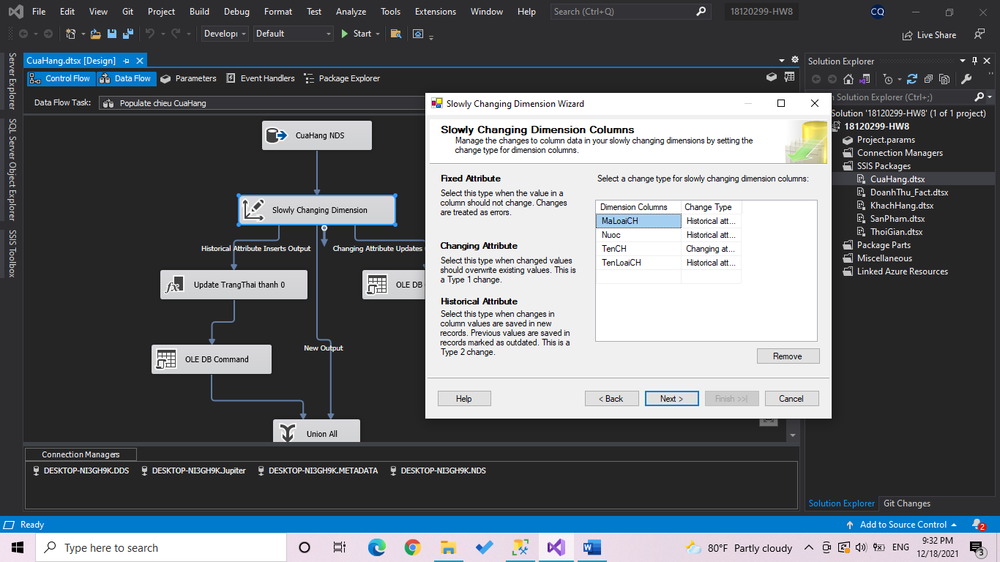 File Edit View Git Project Build Debug Format Test Analyze Tools Extensions Window Help Search (Ctrl+Q) 18120299-HW8 CQ
Developi Default Start Live Share
Server Explorer
SQL Server Object Explorer
SSIS Toolbox
CuaHang.dtsx [Design]
Control Flow Data Flow Parameters Event Handlers Package Explorer
Data Flow Task: Populate chieu CuaHang
CuaHang NDS
Slowly Changing Dimension
Historical Attribute Inserts Output
Changing Attribute Updates
Update TrangThai thanh 0
OLE DB
New Output
OLE DB Command
Union All
Slowly Changing Dimension Wizard
Slowly Changing Dimension Columns
Manage the changes to column data in your slowly changing dimensions by setting the
change type for dimension columns.
Fixed Attribute
Select this type when the value in a
column should not change. Changes
are treated as errors.
Changing Attribute
Select this type when changed values
should overwrite existing values. This is
a Type 1 change.
Historical Attribute
Select this type when changes in
column values are saved in new
records. Previous values are saved in
records marked as outdated. This is a
Type 2 change.
Select a change type for slowly changing dimension columns:
Dimension Columns Change Type
MaLoaiCH Historical att...
Nuoc Historical att...
TenCH Changing at...
TenLoaiCH Historical att...
Remove
Help < Back Next > Finish >>| Cancel
Solution Explorer
Solution Explorer (Ctrl+;)
Solution '18120299-HW8' (1 of 1 project)
18120299-HW8
Project.params
Connection Managers
SSIS Packages
CuaHang.dtsx
DoanhThu_Fact.dtsx
KhachHang.dtsx
SanPham.dtsx
ThoiGian.dtsx
Package Parts
Miscellaneous
Linked Azure Resources
Solution Explorer Git Changes
Connection Managers
DESKTOP-NI3GH9K.DDS DESKTOP-NI3GH9K.Jupiter DESKTOP-NI3GH9K.METADATA DESKTOP-NI3GH9K.NDS
Ready Add to Source Control 2
Type here to search 80°F Partly cloudy ENG 9:32 PM
12/18/2021 3